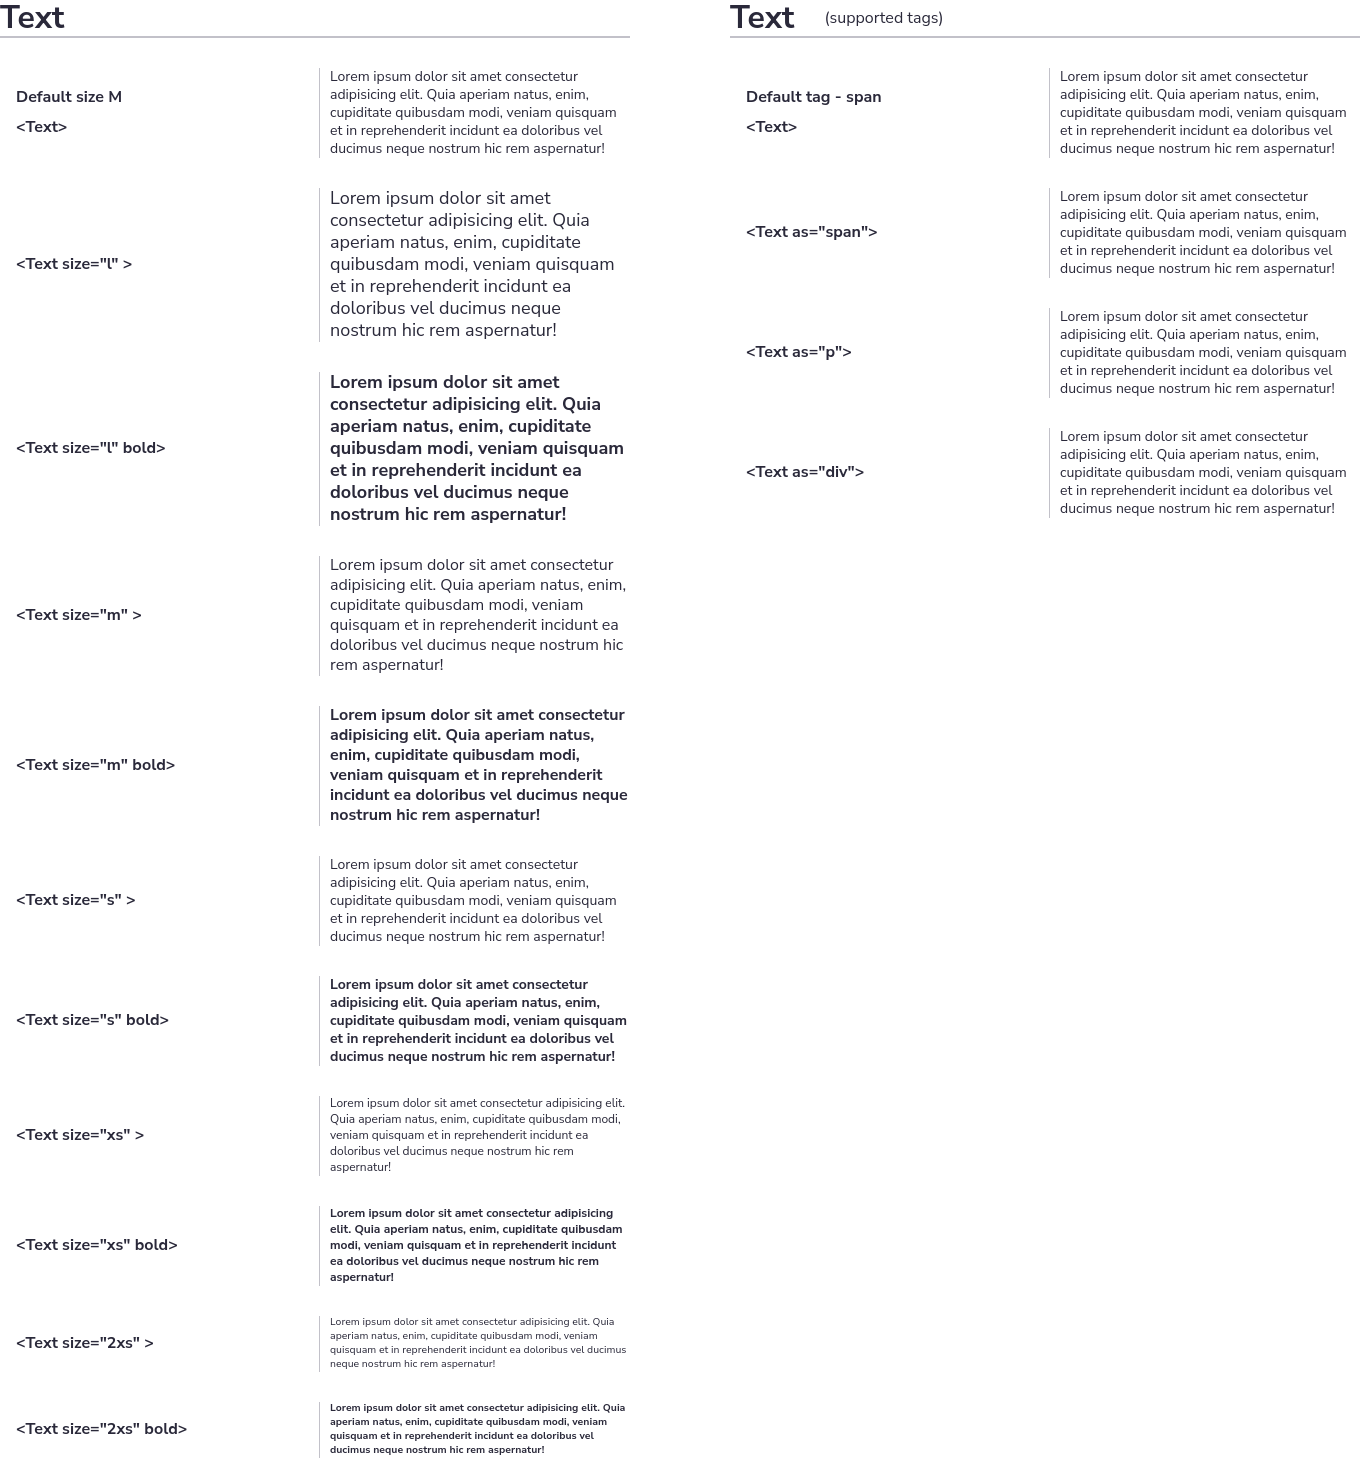 Text
Default size M
<Text>
Lorem ipsum dolor sit amet consectetur
adipisicing elit. Quia aperiam natus, enim,
cupiditate quibusdam modi, veniam quisquam
et in reprehenderit incidunt ea doloribus vel
ducimus neque nostrum hic rem aspernatur!
<Text size="l" >
Lorem ipsum dolor sit amet
consectetur adipisicing elit. Quia
aperiam natus, enim, cupiditate
quibusdam modi, veniam quisquam
et in reprehenderit incidunt ea
doloribus vel ducimus neque
nostrum hic rem aspernatur!
<Text size="l" bold>
Lorem ipsum dolor sit amet
consectetur adipisicing elit. Quia
aperiam natus, enim, cupiditate
quibusdam modi, veniam quisquam
et in reprehenderit incidunt ea
doloribus vel ducimus neque
nostrum hic rem aspernatur!
<Text size="m" >
Lorem ipsum dolor sit amet consectetur
adipisicing elit. Quia aperiam natus, enim,
cupiditate quibusdam modi, veniam
quisquam et in reprehenderit incidunt ea
doloribus vel ducimus neque nostrum hic
rem aspernatur!
<Text size="m" bold>
Lorem ipsum dolor sit amet consectetur
adipisicing elit. Quia aperiam natus,
enim, cupiditate quibusdam modi,
veniam quisquam et in reprehenderit
incidunt ea doloribus vel ducimus neque
nostrum hic rem aspernatur!
<Text size="s" >
Lorem ipsum dolor sit amet consectetur
adipisicing elit. Quia aperiam natus, enim,
cupiditate quibusdam modi, veniam quisquam
et in reprehenderit incidunt ea doloribus vel
ducimus neque nostrum hic rem aspernatur!
<Text size="s" bold>
Lorem ipsum dolor sit amet consectetur
adipisicing elit. Quia aperiam natus, enim,
cupiditate quibusdam modi, veniam quisquam
et in reprehenderit incidunt ea doloribus vel
ducimus neque nostrum hic rem aspernatur!
<Text size="xs" >
Lorem ipsum dolor sit amet consectetur adipisicing elit.
Quia aperiam natus, enim, cupiditate quibusdam modi,
veniam quisquam et in reprehenderit incidunt ea
doloribus vel ducimus neque nostrum hic rem
aspernatur!
<Text size="xs" bold>
Lorem ipsum dolor sit amet consectetur adipisicing
elit. Quia aperiam natus, enim, cupiditate quibusdam
modi, veniam quisquam et in reprehenderit incidunt
ea doloribus vel ducimus neque nostrum hic rem
aspernatur!
<Text size="2xs" >
Lorem ipsum dolor sit amet consectetur adipisicing elit. Quia
aperiam natus, enim, cupiditate quibusdam modi, veniam
quisquam et in reprehenderit incidunt ea doloribus vel ducimus
neque nostrum hic rem aspernatur!
<Text size="2xs" bold>
Lorem ipsum dolor sit amet consectetur adipisicing elit. Quia
aperiam natus, enim, cupiditate quibusdam modi, veniam
quisquam et in reprehenderit incidunt ea doloribus vel
ducimus neque nostrum hic rem aspernatur!
Text (supported tags)
Default tag - span
<Text>
Lorem ipsum dolor sit amet consectetur
adipisicing elit. Quia aperiam natus, enim,
cupiditate quibusdam modi, veniam quisquam
et in reprehenderit incidunt ea doloribus vel
ducimus neque nostrum hic rem aspernatur!
<Text as="span">
Lorem ipsum dolor sit amet consectetur
adipisicing elit. Quia aperiam natus, enim,
cupiditate quibusdam modi, veniam quisquam
et in reprehenderit incidunt ea doloribus vel
ducimus neque nostrum hic rem aspernatur!
<Text as="p">
Lorem ipsum dolor sit amet consectetur
adipisicing elit. Quia aperiam natus, enim,
cupiditate quibusdam modi, veniam quisquam
et in reprehenderit incidunt ea doloribus vel
ducimus neque nostrum hic rem aspernatur!
<Text as="div">
Lorem ipsum dolor sit amet consectetur
adipisicing elit. Quia aperiam natus, enim,
cupiditate quibusdam modi, veniam quisquam
et in reprehenderit incidunt ea doloribus vel
ducimus neque nostrum hic rem aspernatur!